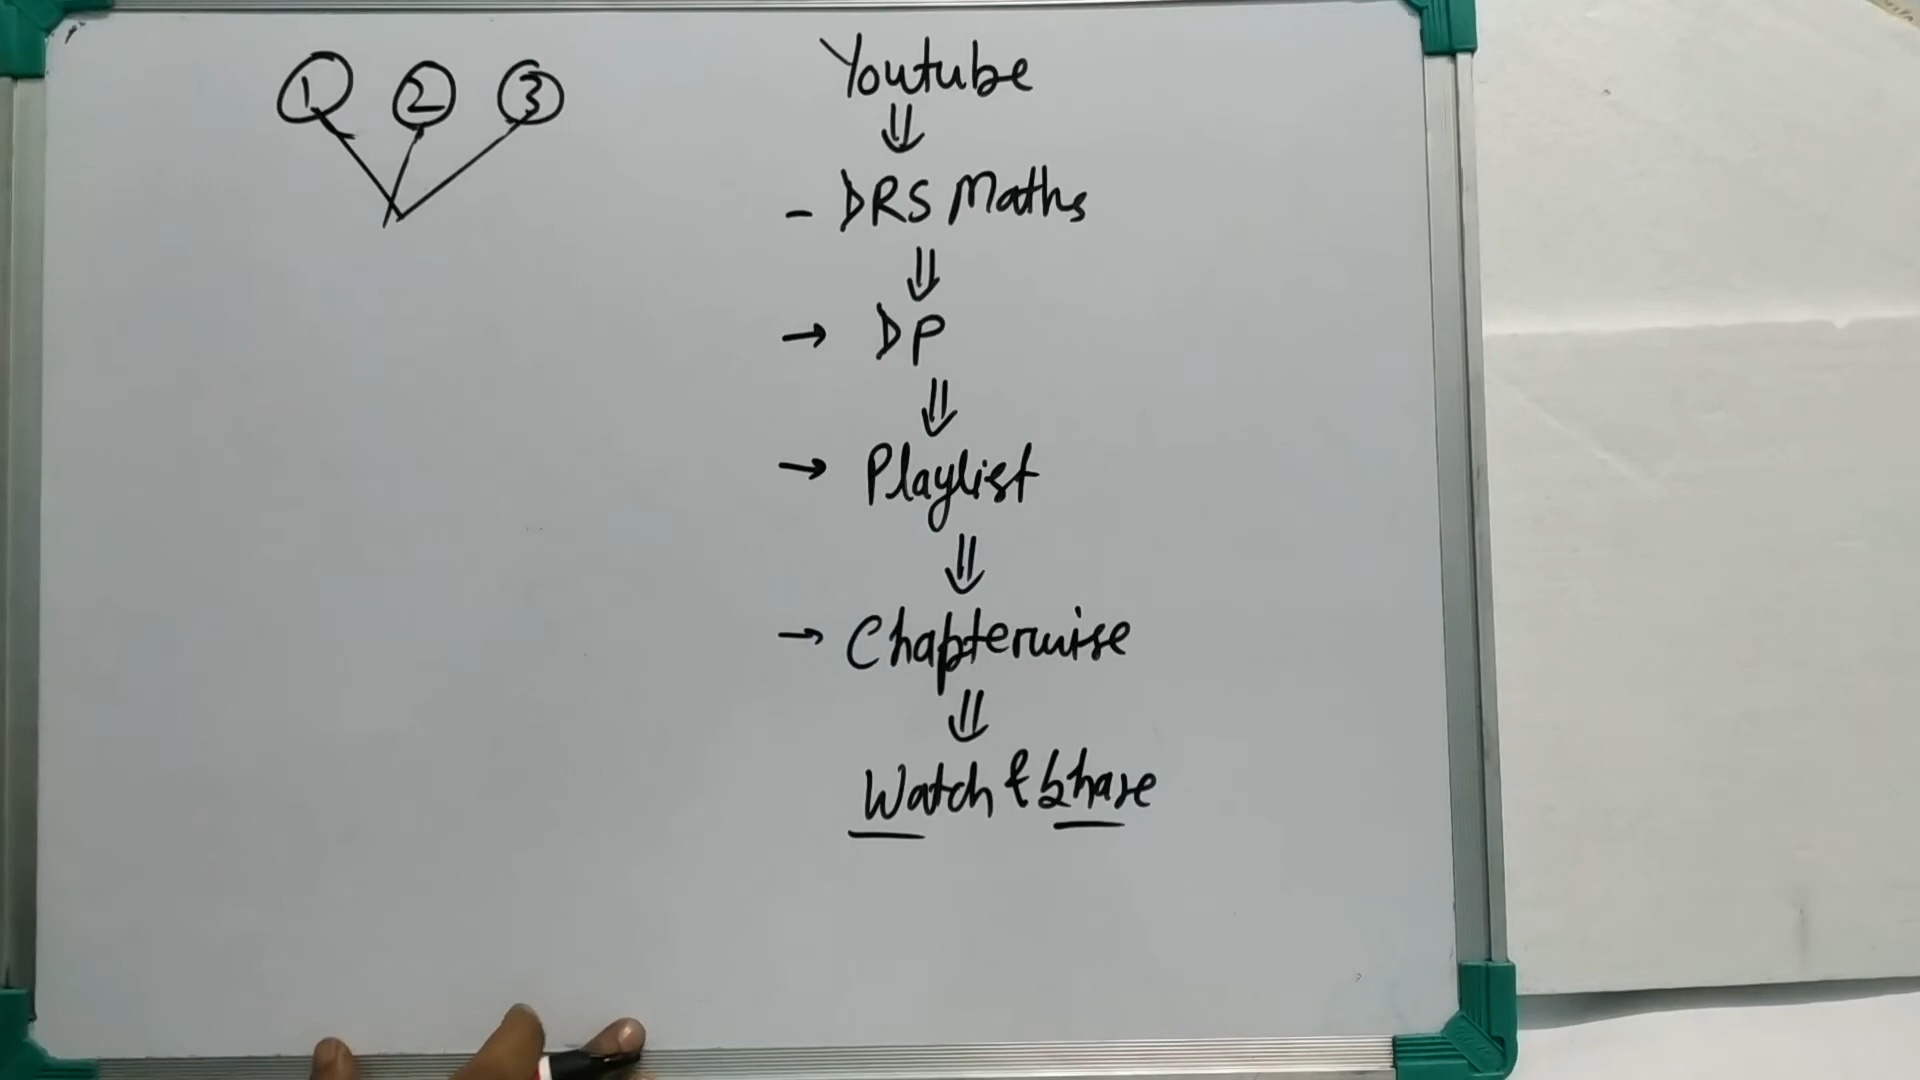 1 2 3
Youtube
⇓
- DRS Maths
⇓
→ DP
⇓
→ Playlist
⇓
→ Chapterwise
⇓
Watch & Share